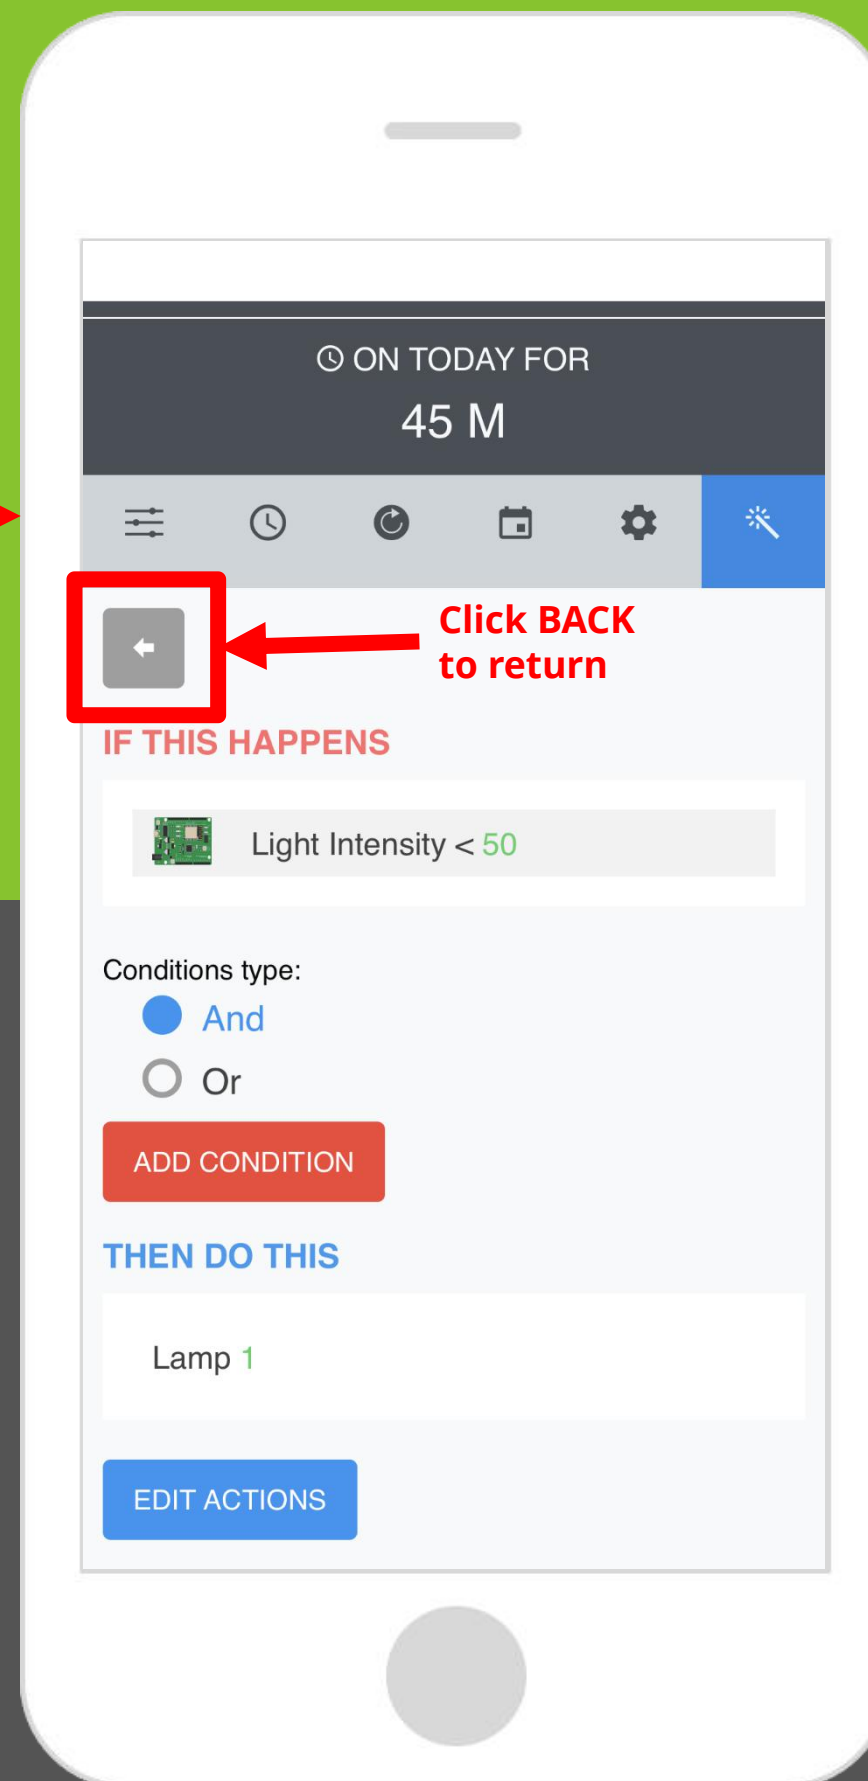 ON TODAY FOR
45 M
Click BACK
to return
IF THIS HAPPENS
Light Intensity < 50
Conditions type:
And
Or
ADD CONDITION
THEN DO THIS
Lamp 1
EDIT ACTIONS